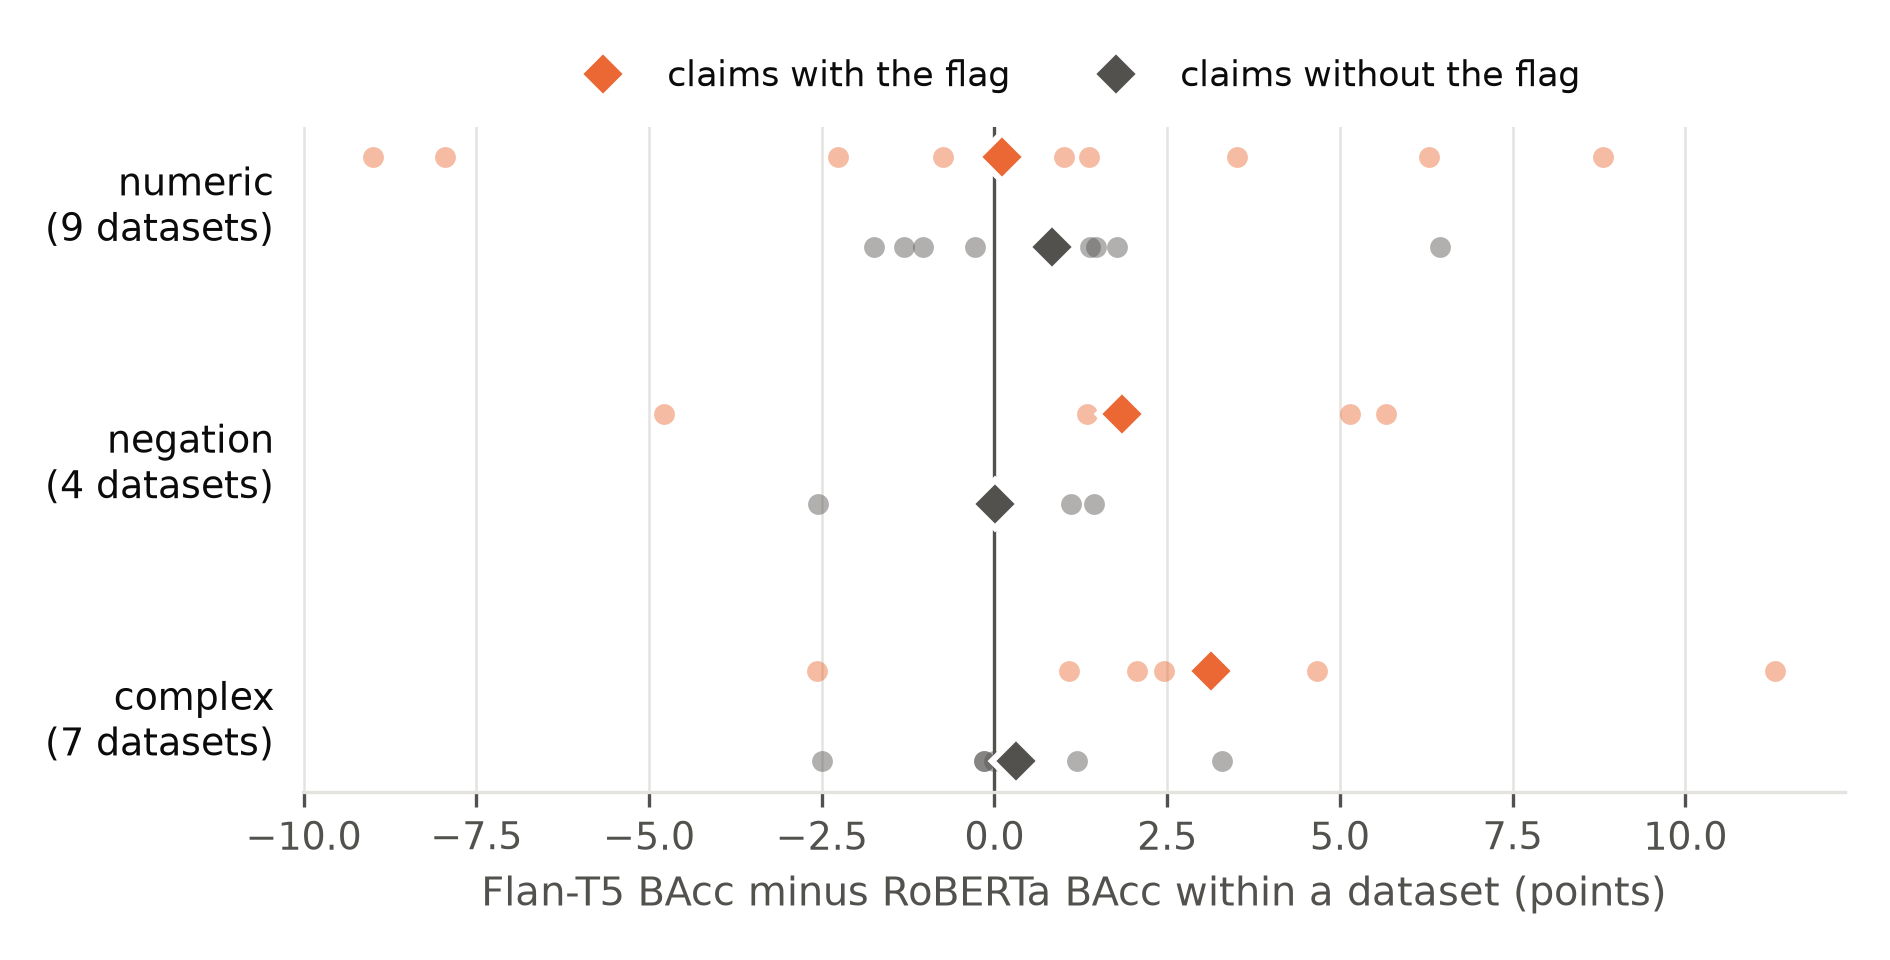 claims with the flag
claims without the flag
numeric
(9 datasets)
negation
(4 datasets)
complex
(7 datasets)
−10.0
−7.5
−5.0
−2.5
0.0
2.5
5.0
7.5
10.0
Flan-T5 BAcc minus RoBERTa BAcc within a dataset (points)